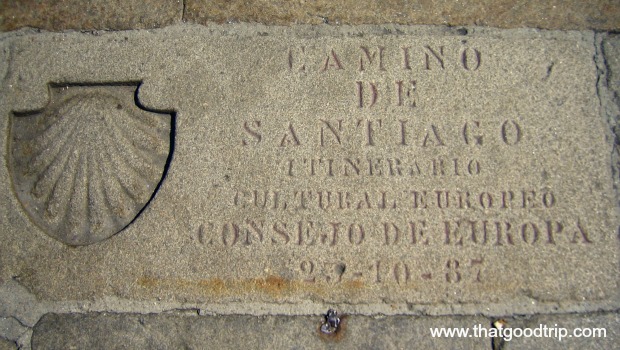 CAMINO
DE
SANTIAGO
ITINERARIO
CULTURAL EUROPEO
CONSEJO DE EUROPA
23-10-87
www.thatgoodtrip.com